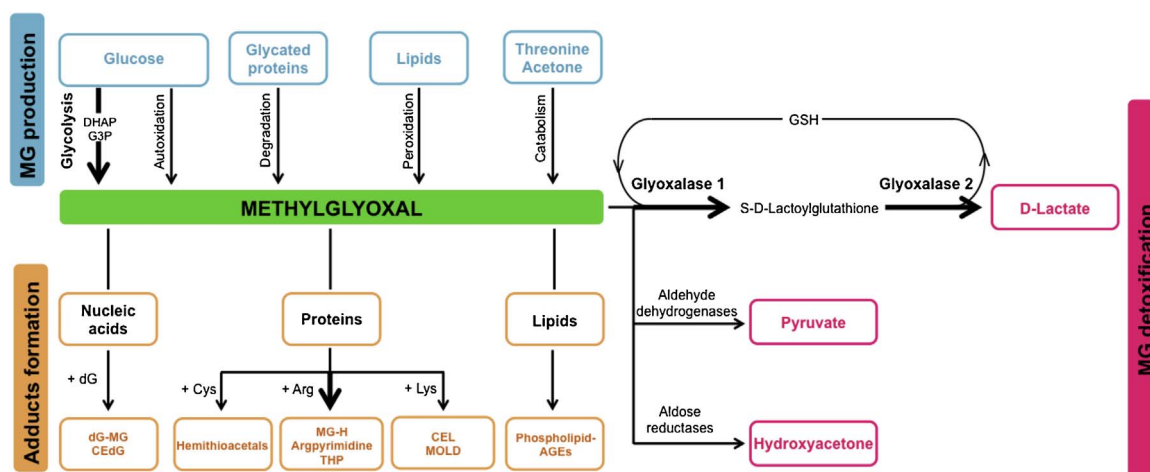 MG production
Glucose
Glycated
proteins
Lipids
Threonine
Acetone
Glycolysis
DHAP
G3P
Autoxidation
Degradation
Peroxidation
Catabolism
METHYLGLYOXAL
GSH
Glyoxalase 1
S-D-Lactoylglutathione
Glyoxalase 2
D-Lactate
Aldehyde
dehydrogenases
Pyruvate
Aldose
reductases
Hydroxyacetone
MG detoxification
Adducts formation
Nucleic
acids
Proteins
Lipids
+ dG
+ Cys
+ Arg
+ Lys
dG-MG
CEdG
Hemithioacetals
MG-H
Argpyrimidine
THP
CEL
MOLD
Phospholipid-
AGEs